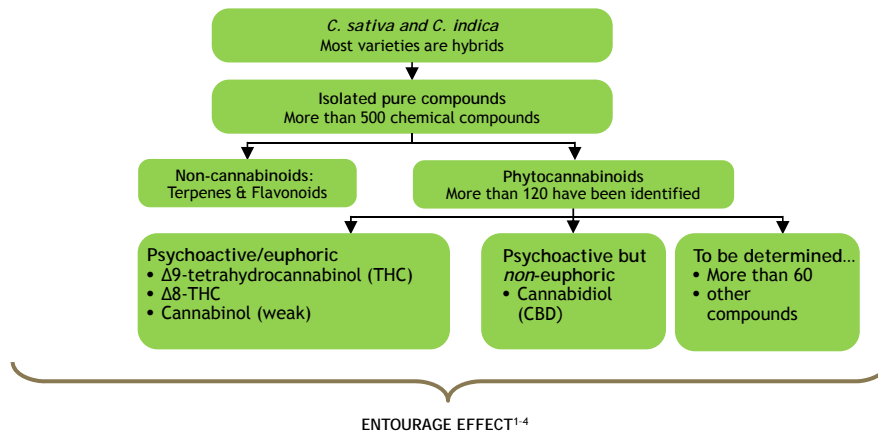 C. sativa and C. indica
Most varieties are hybrids
Isolated pure compounds
More than 500 chemical compounds
Non-cannabinoids:
Terpenes & Flavonoids
Phytocannabinoids
More than 120 have been identified
Psychoactive/euphoric
• Δ9-tetrahydrocannabinol (THC)
• Δ8-THC
• Cannabinol (weak)
Psychoactive but
non-euphoric
• Cannabidiol
(CBD)
To be determined…
• More than 60
• other
compounds
ENTOURAGE EFFECT¹⁻⁴